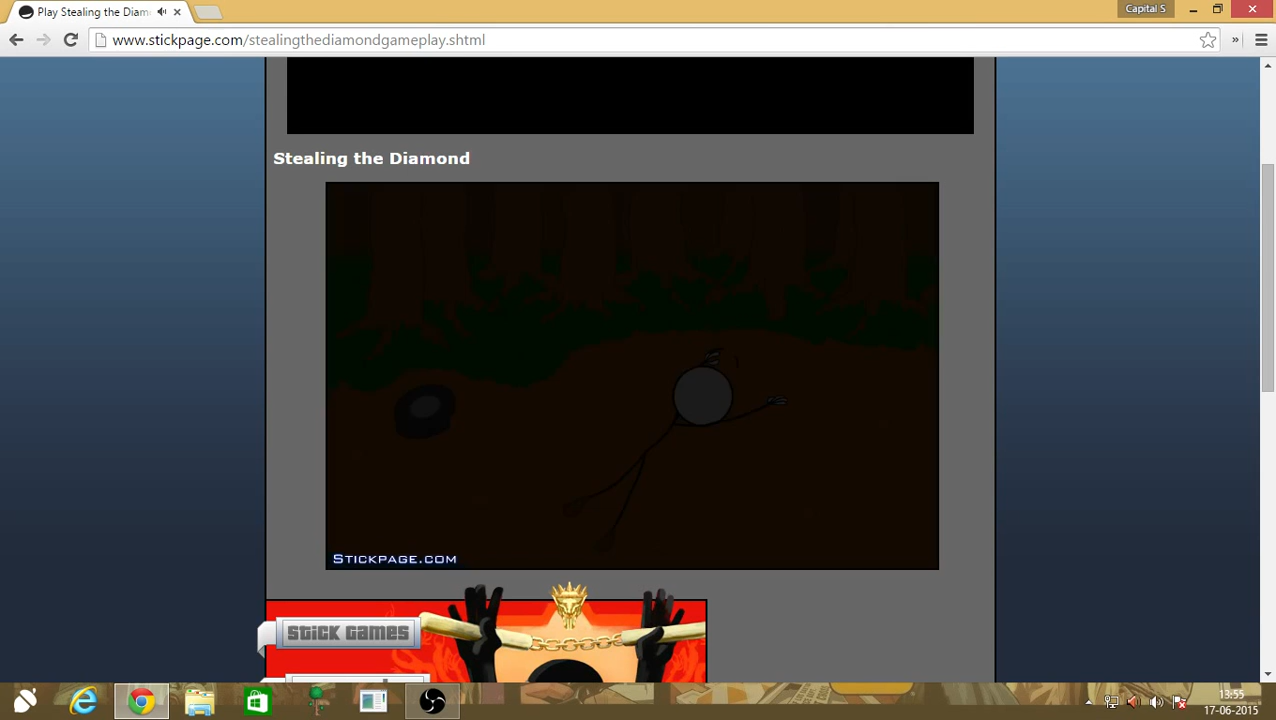 Play Stealing the Diam
Capital S
www.stickpage.com/stealingthediamondgameplay.shtml
Stealing the Diamond
STICKPAGE.COM
STICK GAMES
13:55
17-06-2015